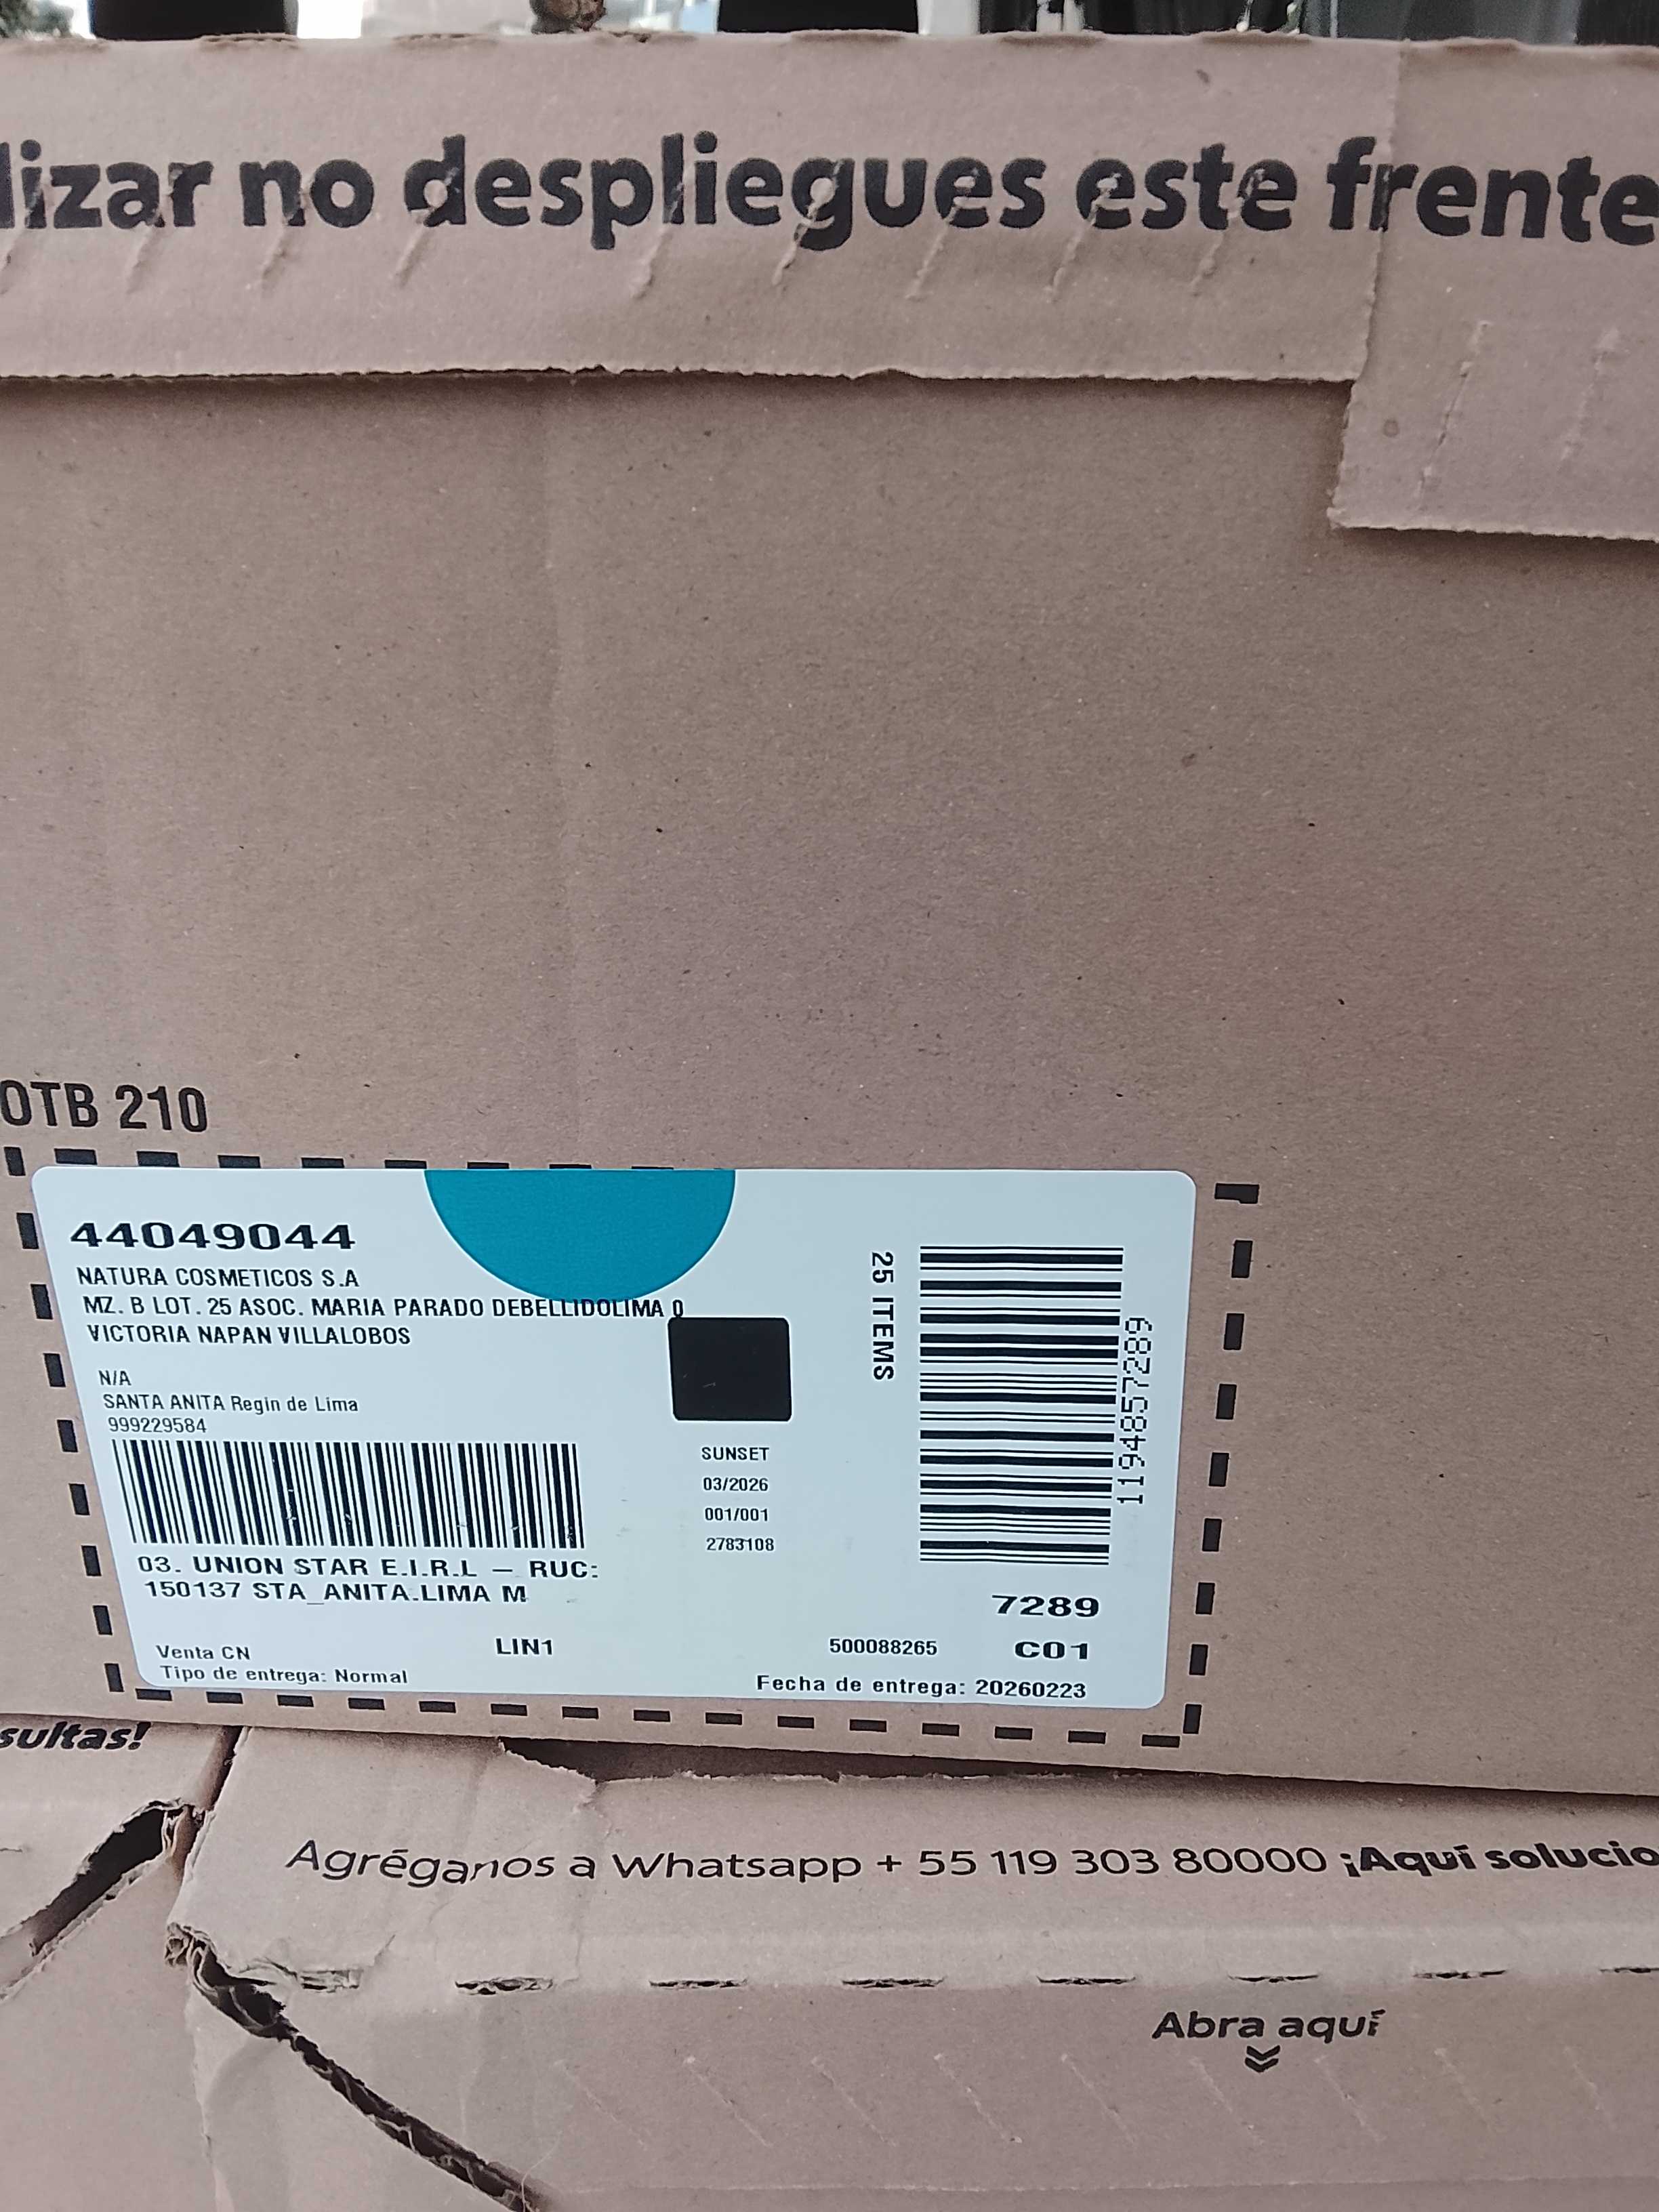 lizar no despliegues este frente
OTB 210
44049044
NATURA COSMETICOS S.A
MZ. B LOT. 25 ASOC. MARIA PARADO DEBELLIDOLIMA 0
VICTORIA NAPAN VILLALOBOS
N/A
SANTA ANITA Regin de Lima
999229584
03. UNION STAR E.I.R.L – RUC:
150137 STA_ANITA.LIMA M
Venta CN
LIN1
Tipo de entrega: Normal
SUNSET
03/2026
001/001
2783108
25 ITEMS
1194857289
7289
500088265
C01
Fecha de entrega: 20260223
sultas!
Agréganos a Whatsapp + 55 119 303 80000 ¡Aquí solucio
Abra aquí